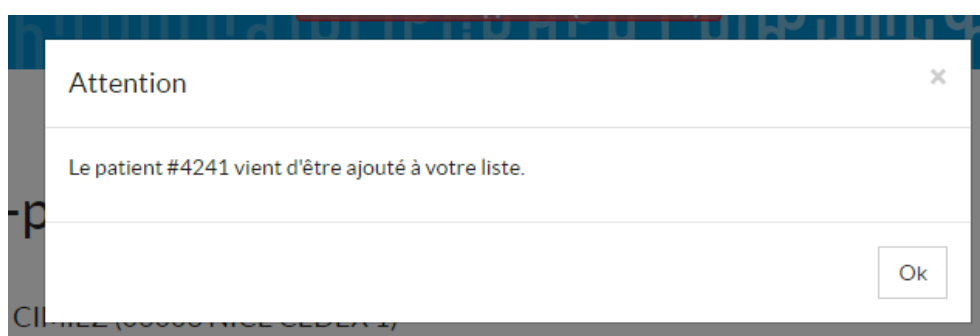 Attention
×
Le patient #4241 vient d'être ajouté à votre liste.
-p
Ok